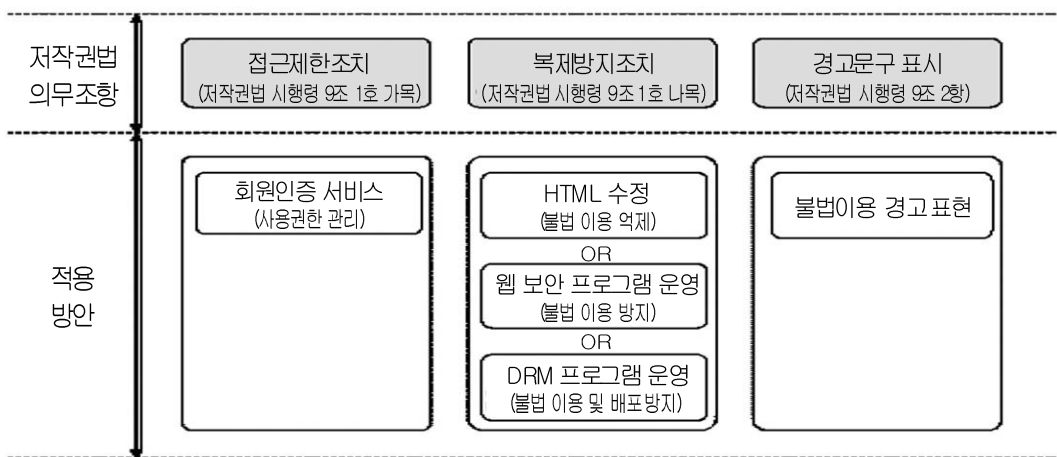 저작권법
의무조항
접근제한조치
(저작권법 시행령 9조 1호 가목)
복제방지조치
(저작권법 시행령 9조 1호 나목)
경고문구 표시
(저작권법 시행령 9조 2항)
적용
방안
회원인증 서비스
(사용권한 관리)
HTML 수정
(불법 이용 억제)
OR
웹 보안 프로그램 운영
(불법 이용 방지)
OR
DRM 프로그램 운영
(불법 이용 및 배포방지)
불법이용 경고 표현